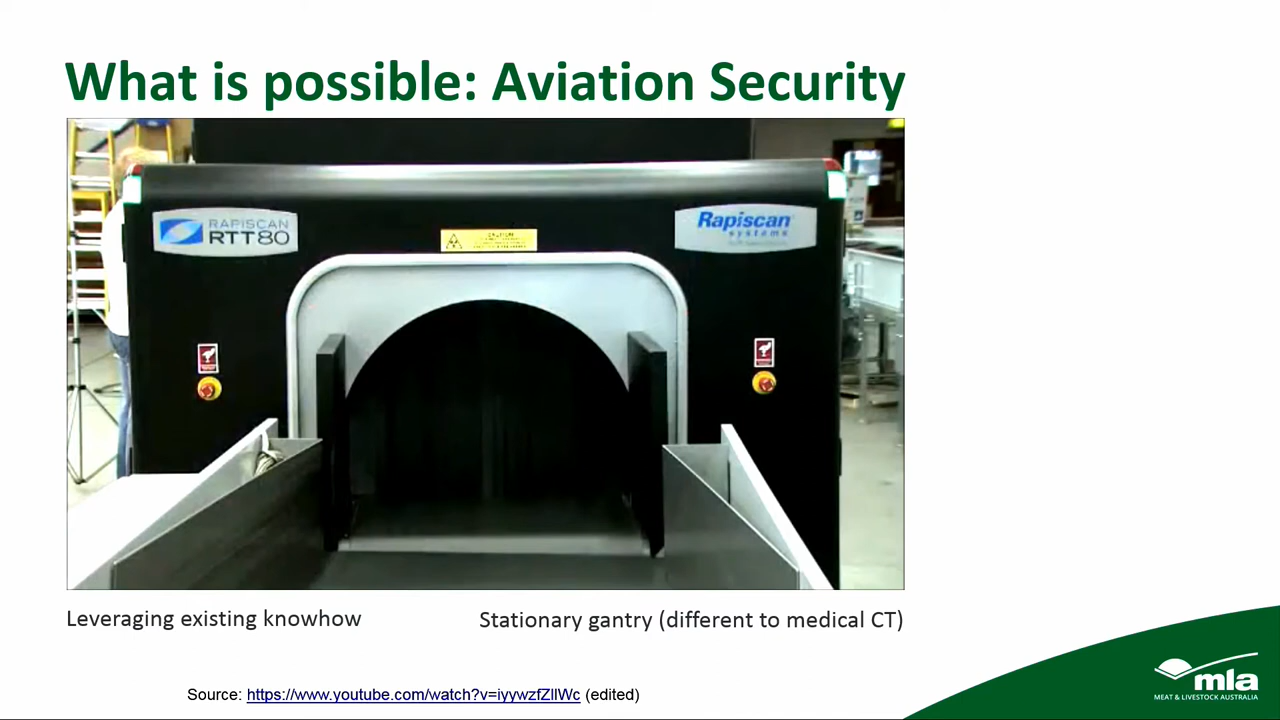 What is possible: Aviation Security
RAPISCAN
RTT80
CAUTION
Rapiscan
systems
Leveraging existing knowhow
Stationary gantry (different to medical CT)
Source: https://www.youtube.com/watch?v=iyywzfZllWc (edited)
mla
MEAT & LIVESTOCK AUSTRALIA